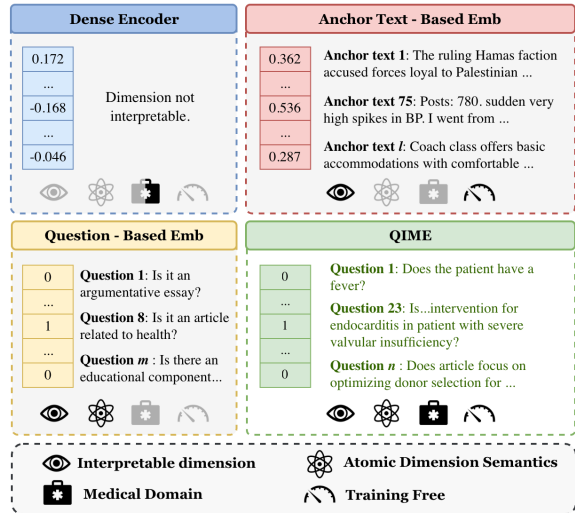 Dense Encoder
0.172
...
-0.168
...
-0.046
Dimension not
interpretable.
Anchor Text - Based Emb
0.362
...
0.536
...
0.287
Anchor text 1: The ruling Hamas faction
accused forces loyal to Palestinian ...
Anchor text 75: Posts: 780. sudden very
high spikes in BP. I went from ...
Anchor text l: Coach class offers basic
accommodations with comfortable ...
Question - Based Emb
0
...
1
...
0
Question 1: Is it an
argumentative essay?
Question 8: Is it an article
related to health?
Question m : Is there an
educational component...
QIME
0
...
1
...
0
Question 1: Does the patient have a
fever?
Question 23: Is...intervention for
endocarditis in patient with severe
valvular insufficiency?
Question n : Does article focus on
optimizing donor selection for ...
Interpretable dimension
Atomic Dimension Semantics
Medical Domain
Training Free